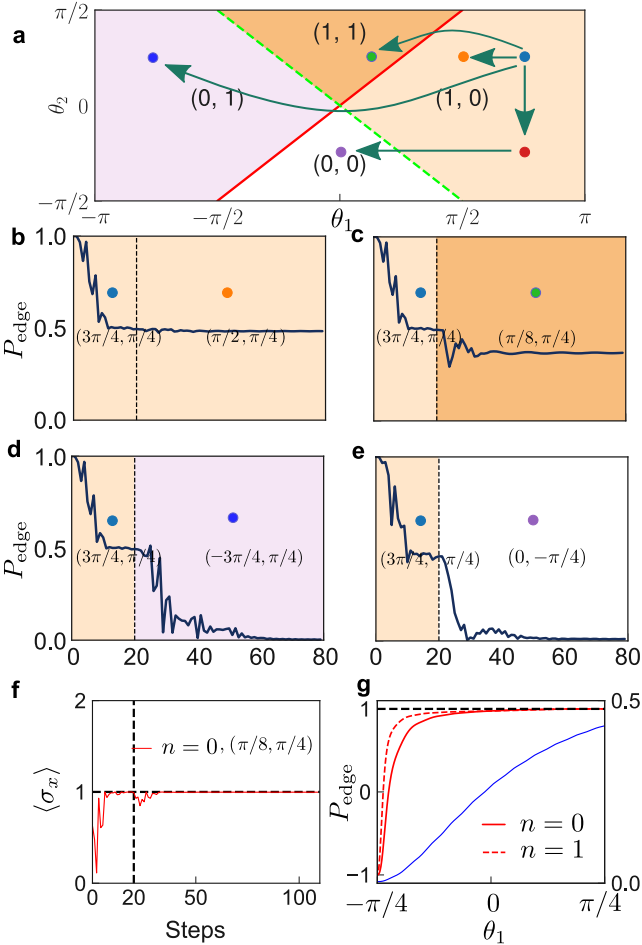 a
π/2
(1, 1)
θ₂
0
(0, 1)
(1, 0)
(0, 0)
−π/2
−π
−π/2
θ₁
π/2
π
b
1.0
P_edge
0.5
(3π/4, π/4)
(π/2, π/4)
0.0
c
(3π/4, π/4)
(π/8, π/4)
d
1.0
P_edge
0.5
(3π/4, π/4)
(−3π/4, π/4)
0.0
0 20 40 60 80
e
(3π/4, −π/4)
(0, −π/4)
0 20 40 60 80
f
2
⟨σₓ⟩
1
n = 0, (π/8, π/4)
0
0 20 50 100
Steps
g
1
0.5
P_edge
0
n = 0
n = 1
−1
0.0
−π/4 0 π/4
θ₁